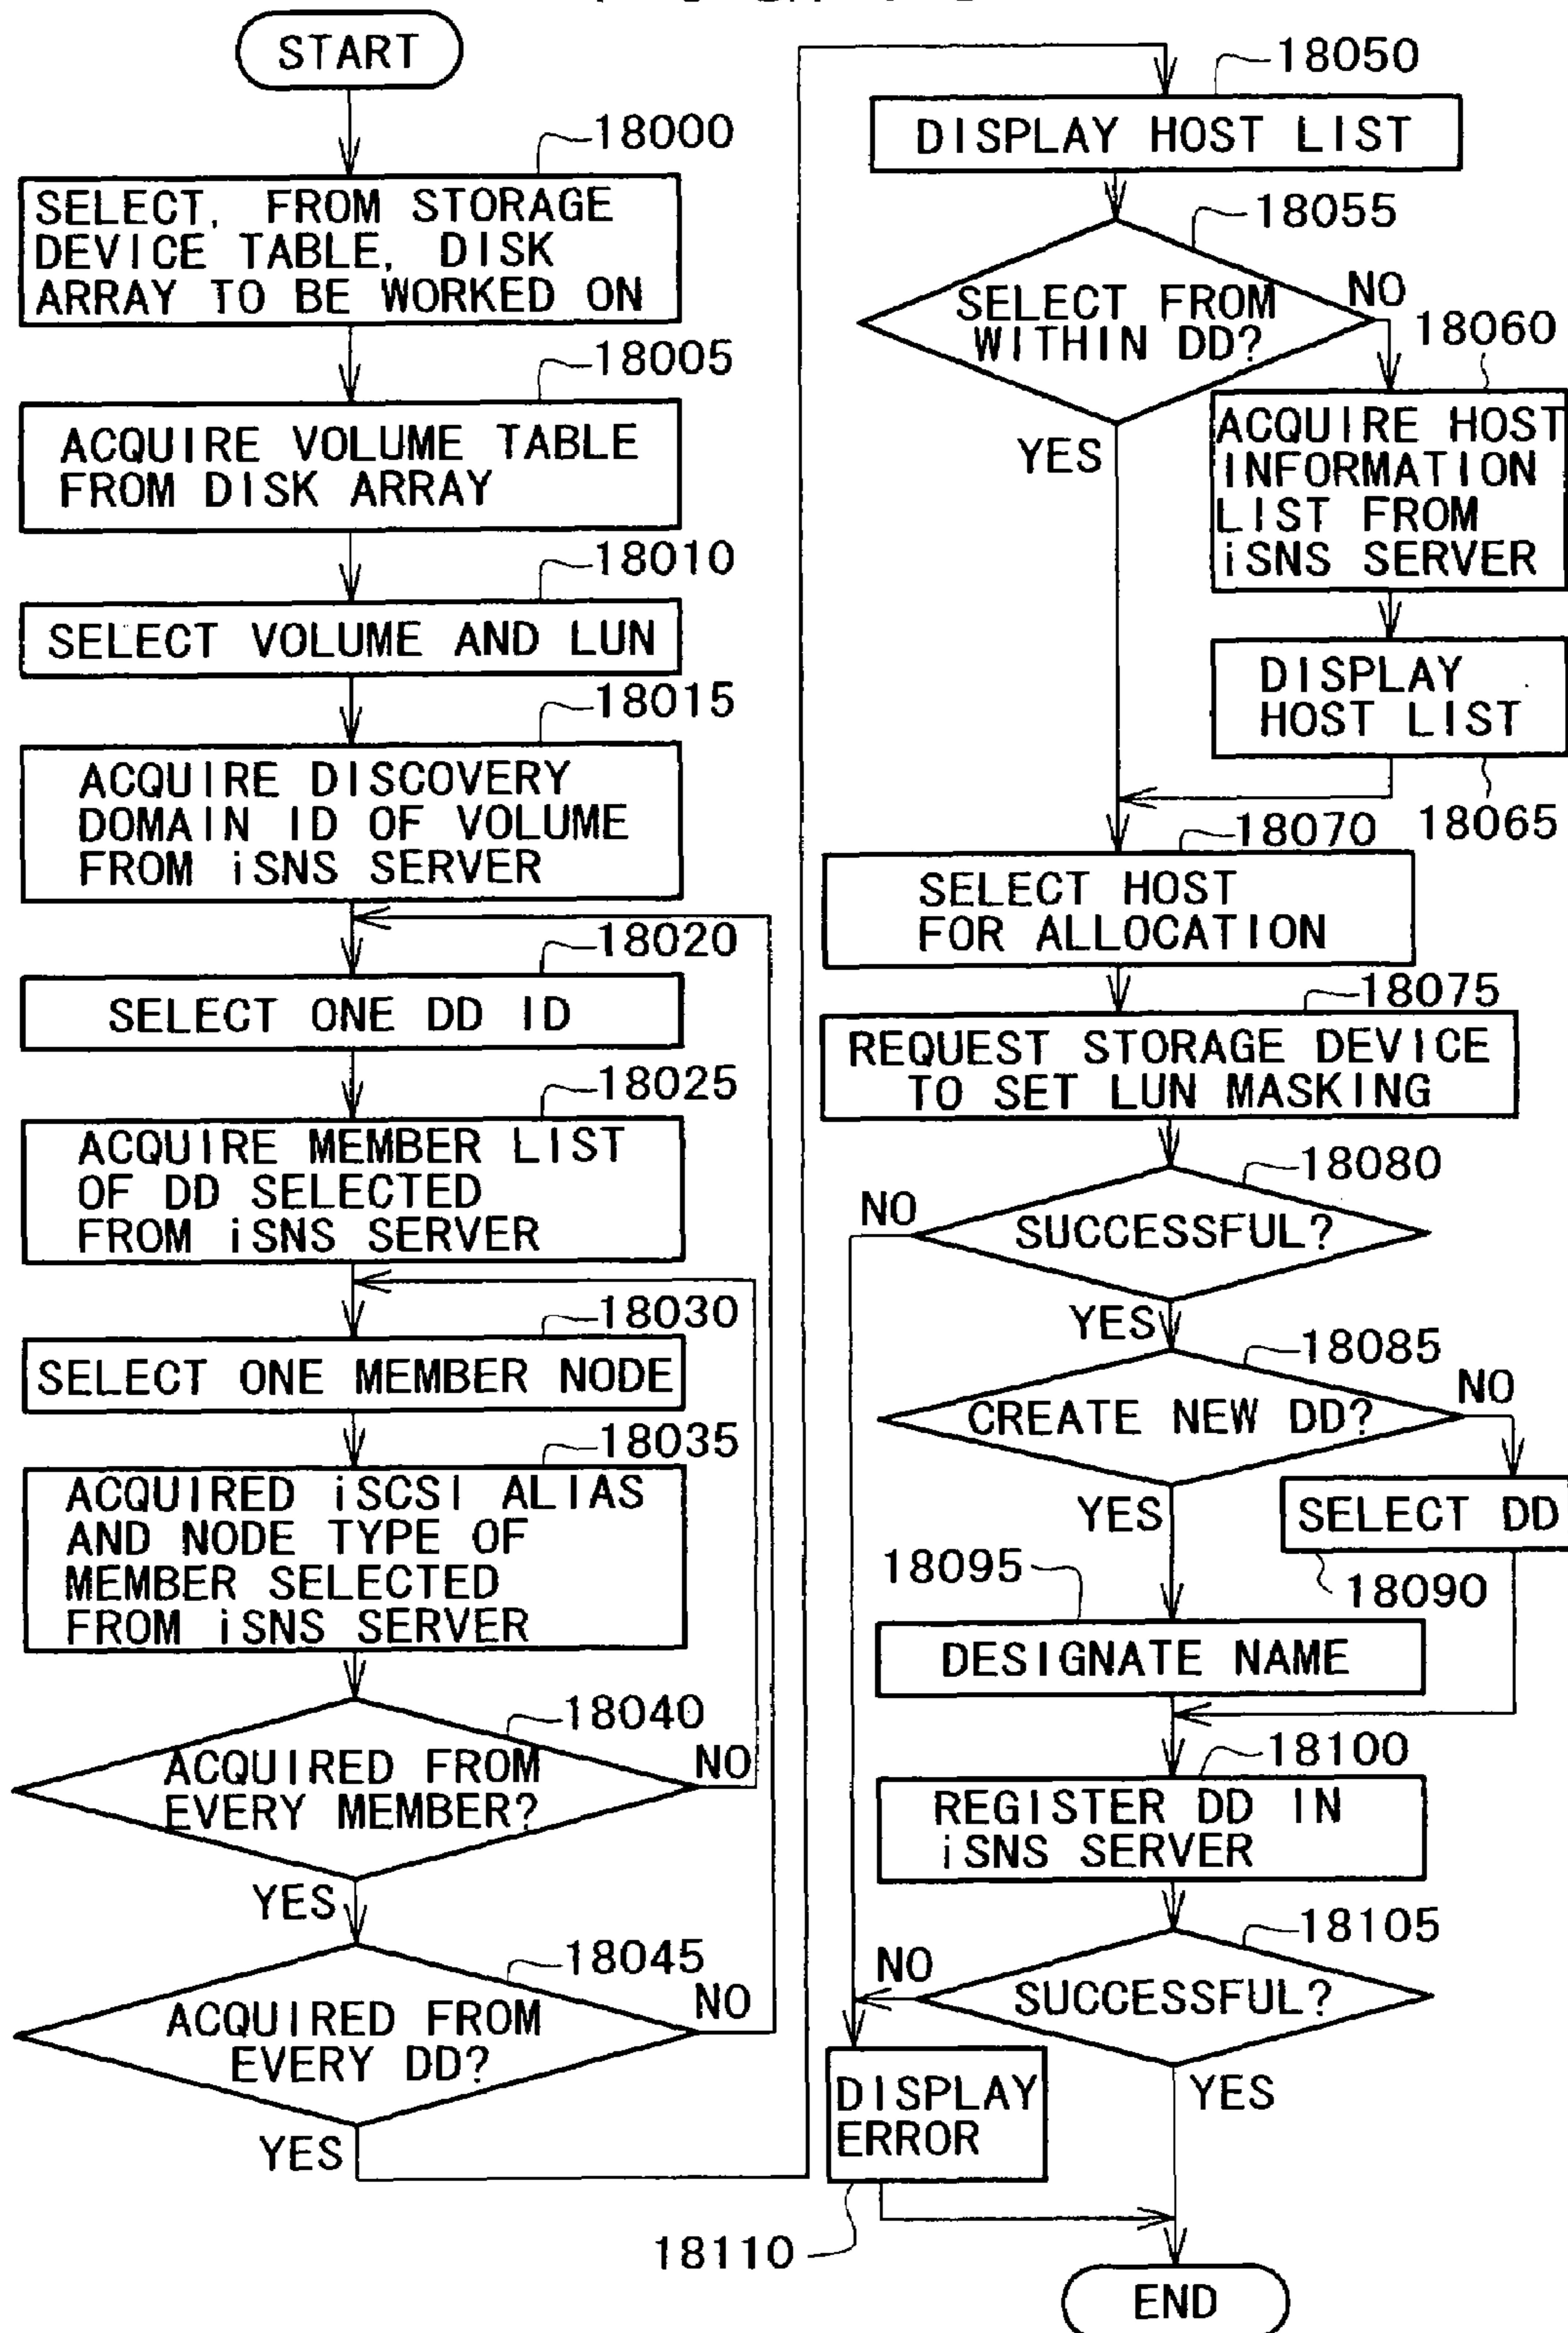 START
18000
SELECT, FROM STORAGE
DEVICE TABLE, DISK
ARRAY TO BE WORKED ON
18005
ACQUIRE VOLUME TABLE
FROM DISK ARRAY
18010
SELECT VOLUME AND LUN
18015
ACQUIRE DISCOVERY
DOMAIN ID OF VOLUME
FROM iSNS SERVER
18020
SELECT ONE DD ID
18025
ACQUIRE MEMBER LIST
OF DD SELECTED
FROM iSNS SERVER
18030
SELECT ONE MEMBER NODE
18035
ACQUIRED iSCSI ALIAS
AND NODE TYPE OF
MEMBER SELECTED
FROM iSNS SERVER
18040
ACQUIRED FROM
EVERY MEMBER?
NO
YES
18045
ACQUIRED FROM
EVERY DD?
NO
YES
18050
DISPLAY HOST LIST
18055
SELECT FROM
WITHIN DD?
NO
YES
18060
ACQUIRE HOST
INFORMATION
LIST FROM
iSNS SERVER
DISPLAY
HOST LIST
18065
18070
SELECT HOST
FOR ALLOCATION
18075
REQUEST STORAGE DEVICE
TO SET LUN MASKING
18080
SUCCESSFUL?
NO
YES
18085
CREATE NEW DD?
NO
YES
SELECT DD
18090
18095
DESIGNATE NAME
18100
REGISTER DD IN
iSNS SERVER
18105
SUCCESSFUL?
NO
YES
DISPLAY
ERROR
18110
END